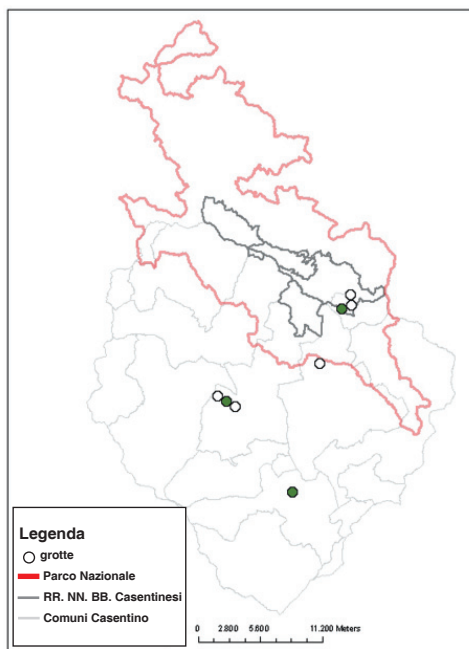 Legenda
grotte
Parco Nazionale
RR. NN. BB. Casentinesi
Comuni Casentino
0 2.800 5.600 11.200 Meters